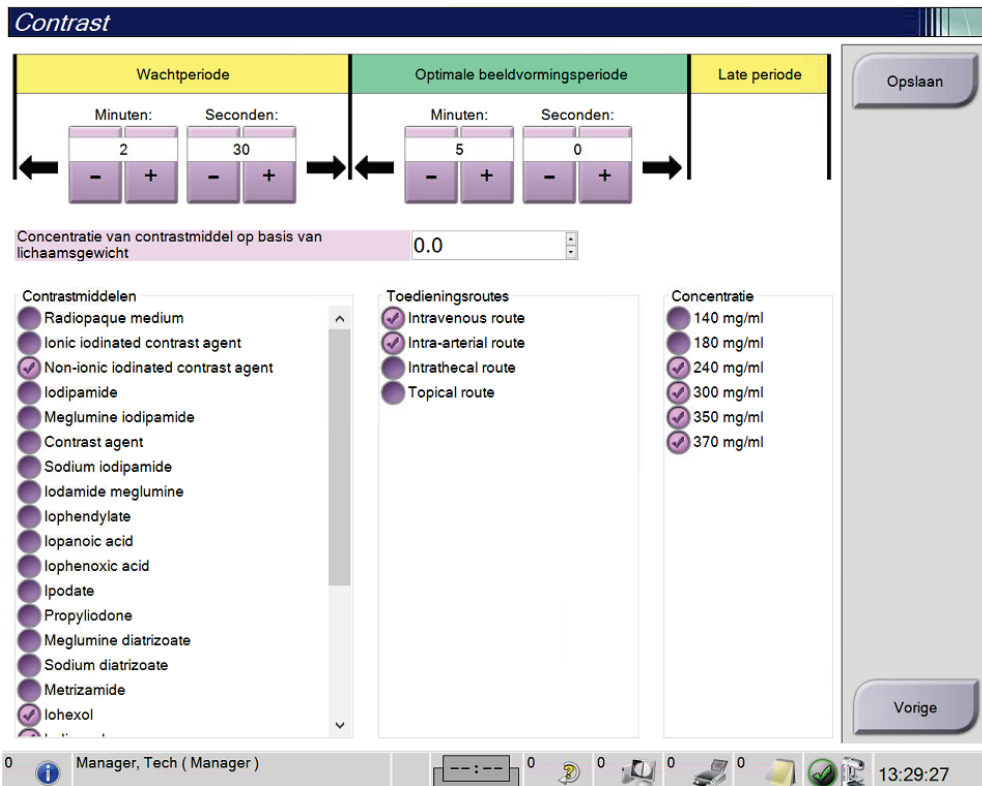 Contrast
Wachtperiode
Optimale beeldvormingsperiode
Late periode
Opslaan
Minuten:
Seconden:
Minuten:
Seconden:
2
30
5
0
- + - +
- + - +
Concentratie van contrastmiddel op basis van
lichaamsgewicht
0.0
Contrastmiddelen
Radiopaque medium
Ionic iodinated contrast agent
Non-ionic iodinated contrast agent
Iodipamide
Meglumine iodipamide
Contrast agent
Sodium iodipamide
Iodamide meglumine
Iophendylate
Iopanoic acid
Iophenoxic acid
Ipodate
Propyliodone
Meglumine diatrizoate
Sodium diatrizoate
Metrizamide
Iohexol
Toedieningsroutes
Intravenous route
Intra-arterial route
Intrathecal route
Topical route
Concentratie
140 mg/ml
180 mg/ml
240 mg/ml
300 mg/ml
350 mg/ml
370 mg/ml
Vorige
0
Manager, Tech ( Manager )
--:--
0
0
0
0
13:29:27